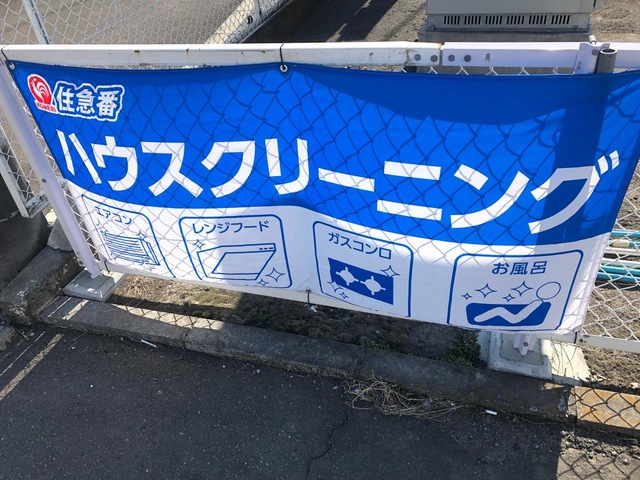 住急番
ハウスクリーニング
エアコン
レンジフード
ガスコンロ
お風呂